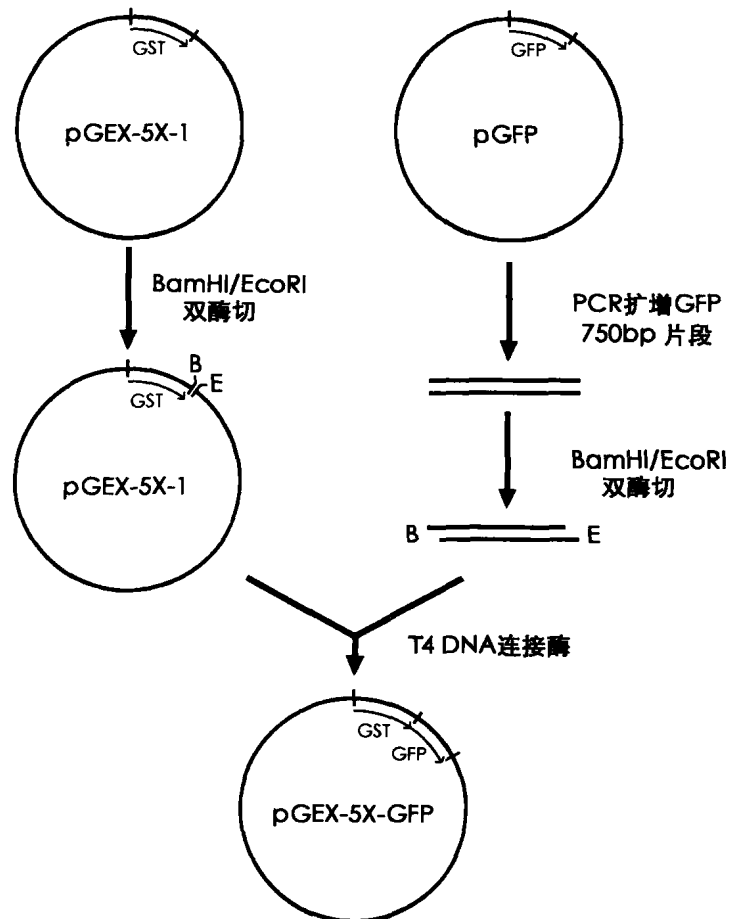 GST
pGEX-5X-1
GFP
pGFP
BamHI/EcoRI
双酶切
PCR扩增GFP
750bp 片段
B
E
GST
pGEX-5X-1
BamHI/EcoRI
双酶切
B
E
T4 DNA连接酶
GST
GFP
pGEX-5X-GFP